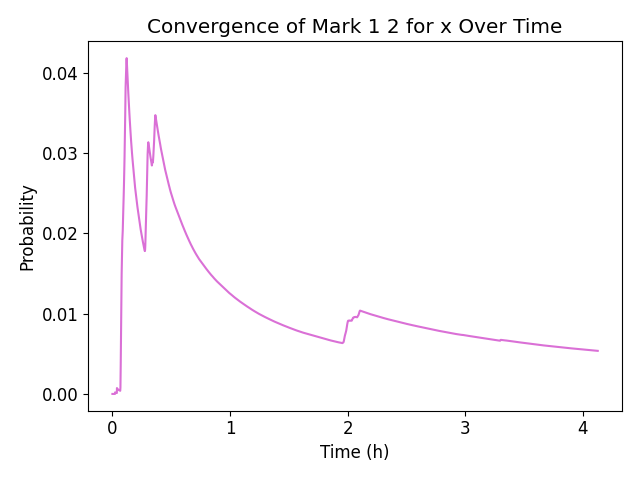 Convergence of Mark 1 2 for x Over Time
Probability
0.04
0.03
0.02
0.01
0.00
0 1 2 3 4
Time (h)